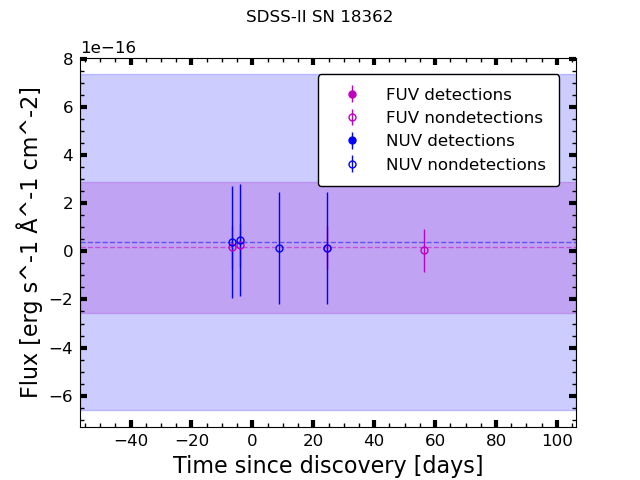 SDSS-II SN 18362
1e−16
FUV detections
FUV nondetections
NUV detections
NUV nondetections
8
6
4
2
0
−2
−4
−6
Flux [erg s^-1 Å^-1 cm^-2]
−40 −20 0 20 40 60 80 100
Time since discovery [days]